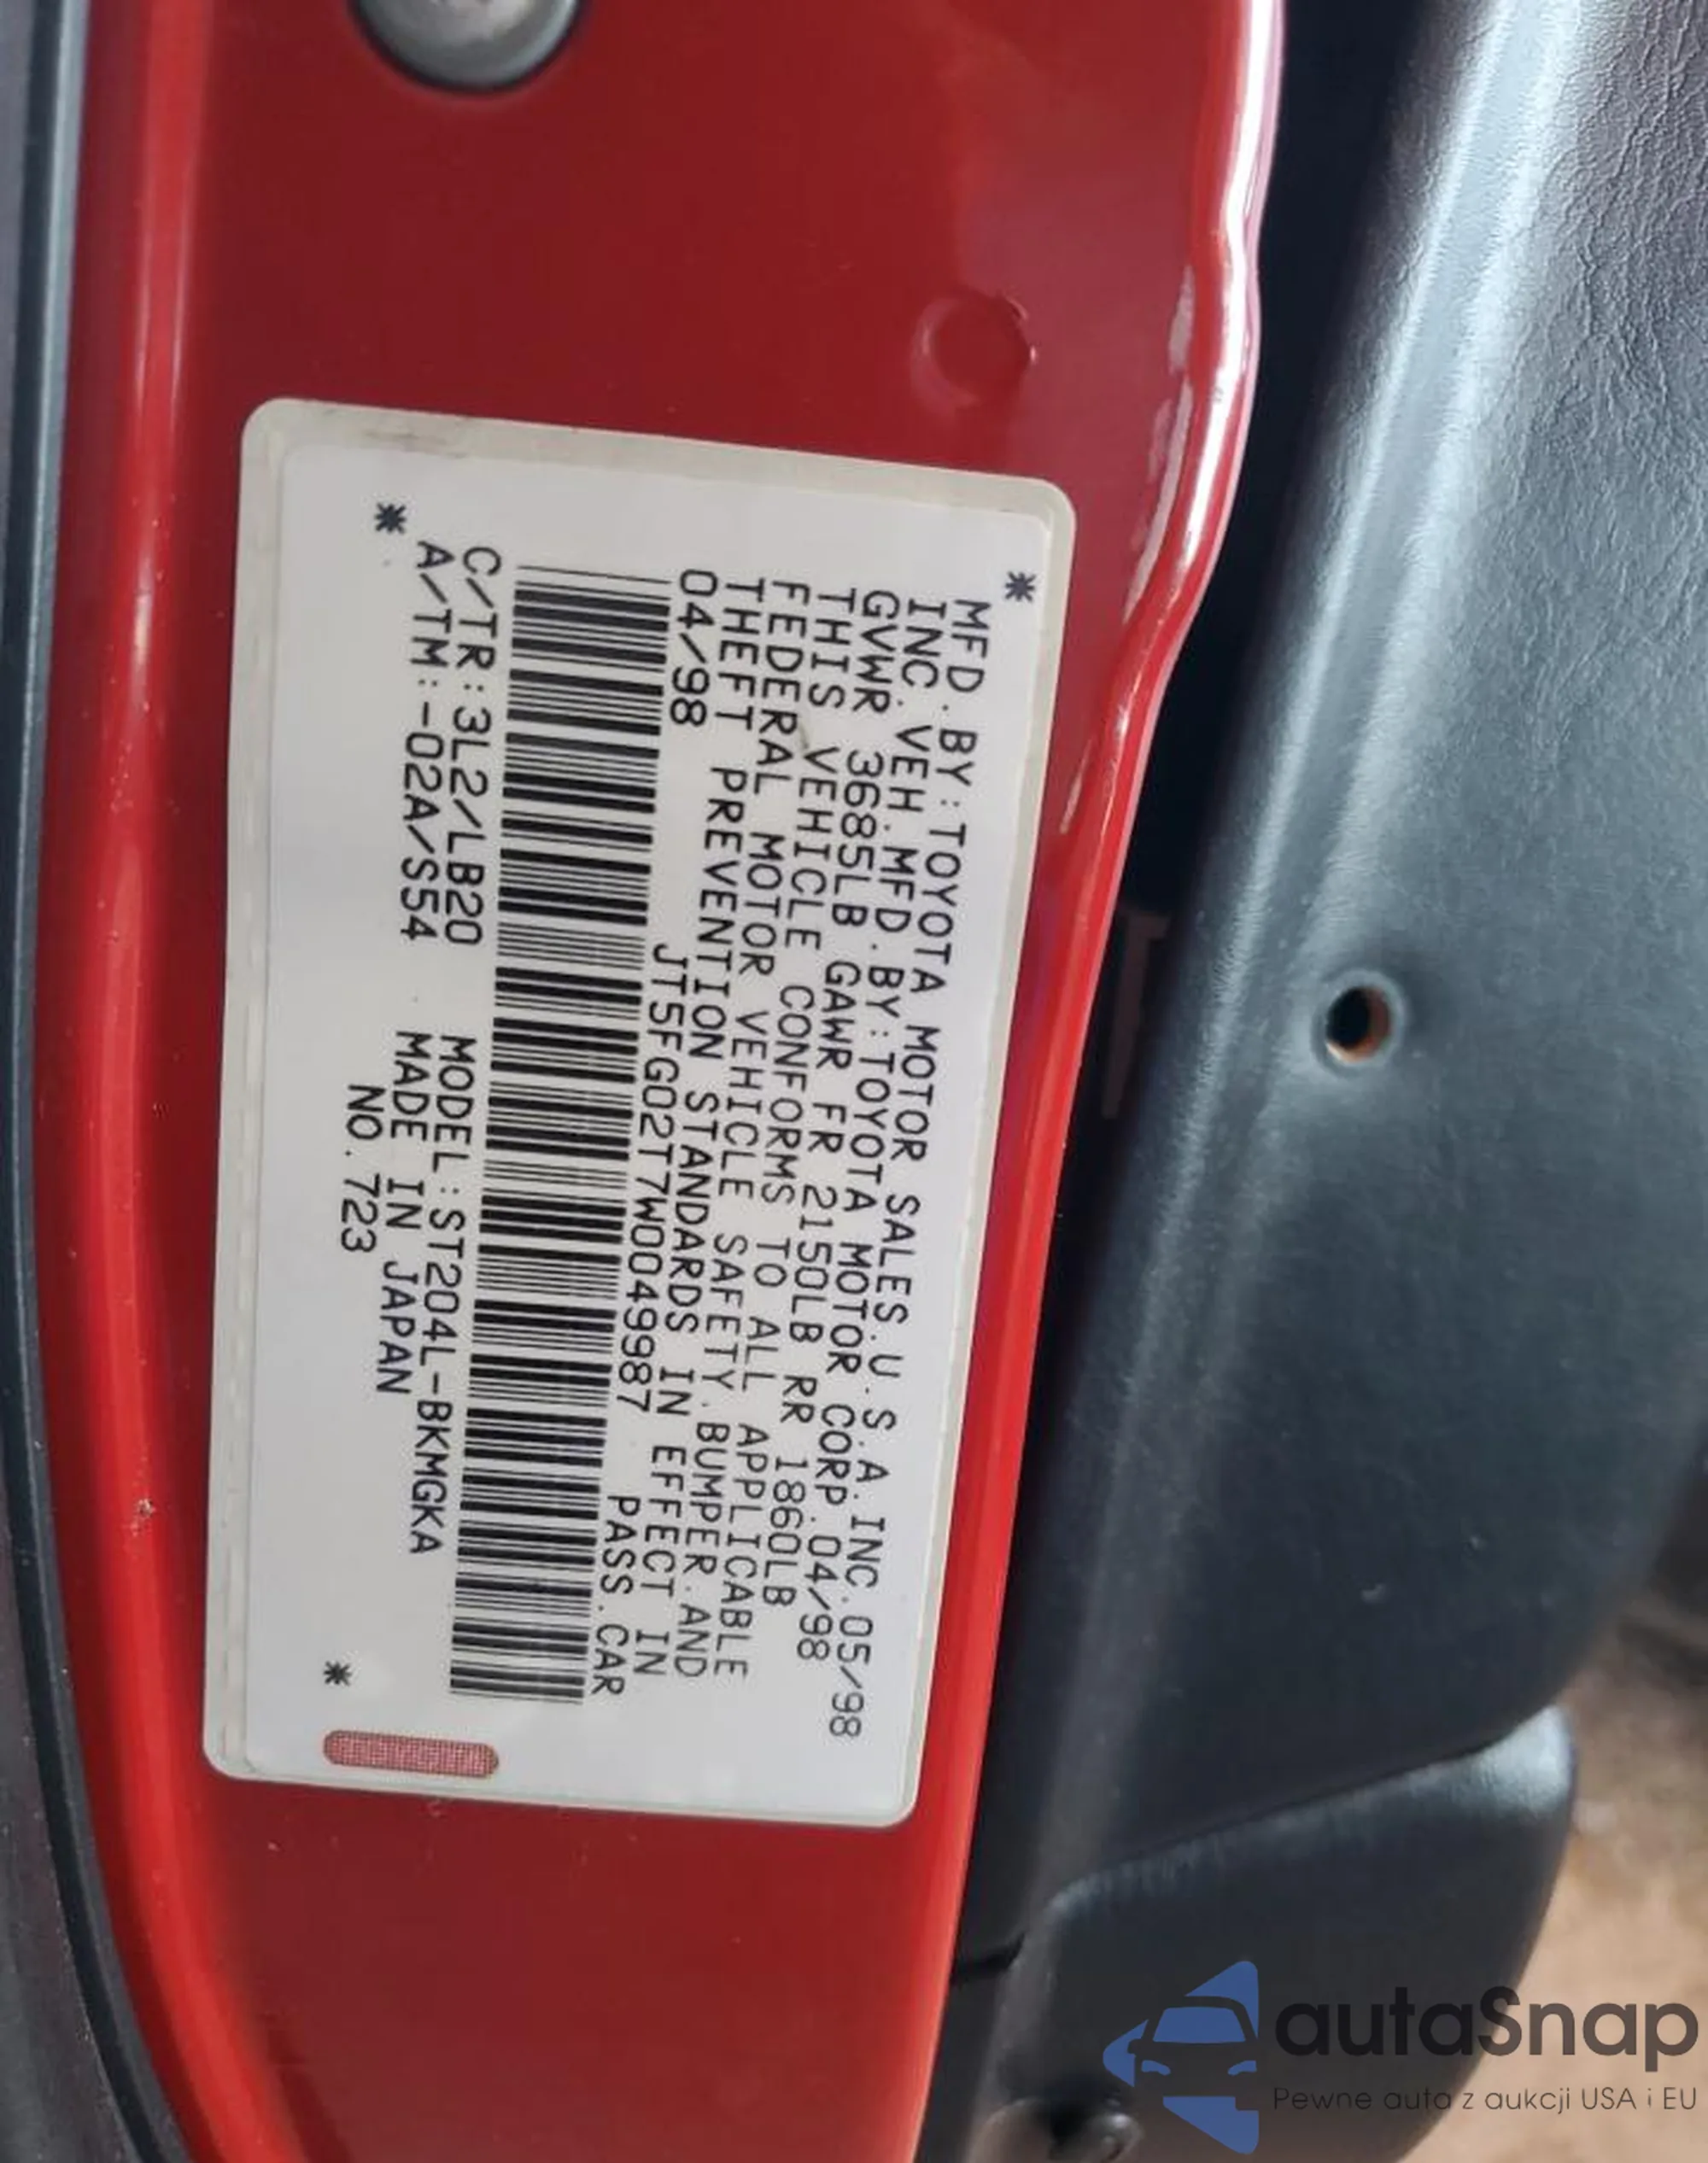 * MFD.BY:TOYOTA MOTOR SALES.U.S.A.INC.05/98
INC.VEH.MFD.BY:TOYOTA MOTOR CORP.04/98
GVWR 3685LB GAWR FR 2150LB RR 1860LB
THIS VEHICLE CONFORMS TO ALL APPLICABLE
FEDERAL MOTOR VEHICLE SAFETY.BUMPER.AND
THEFT PREVENTION STANDARDS IN EFFECT IN
04/98 JT5FG02T7W0049987 PASS.CAR
C/TR:3L2/LB20 MODEL:ST204L-BKMGKA
A/TM:-02A/S54 MADE IN JAPAN
* NO.723 *
autaSnap
Pewne auta z aukcji USA i EU